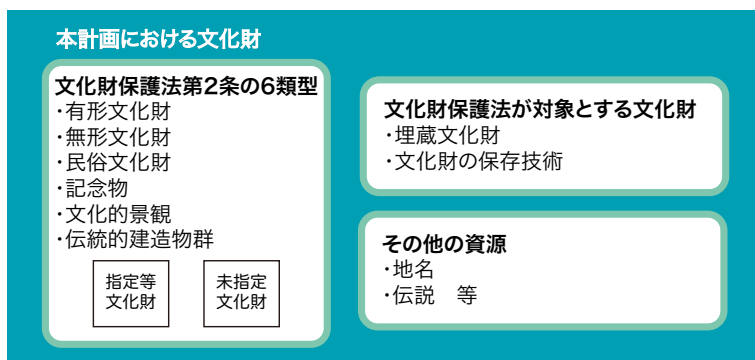 本計画における文化財
文化財保護法第2条の6類型
・有形文化財
・無形文化財
・民俗文化財
・記念物
・文化的景観
・伝統的建造物群
指定等
文化財
未指定
文化財
文化財保護法が対象とする文化財
・埋蔵文化財
・文化財の保存技術
その他の資源
・地名
・伝説　等